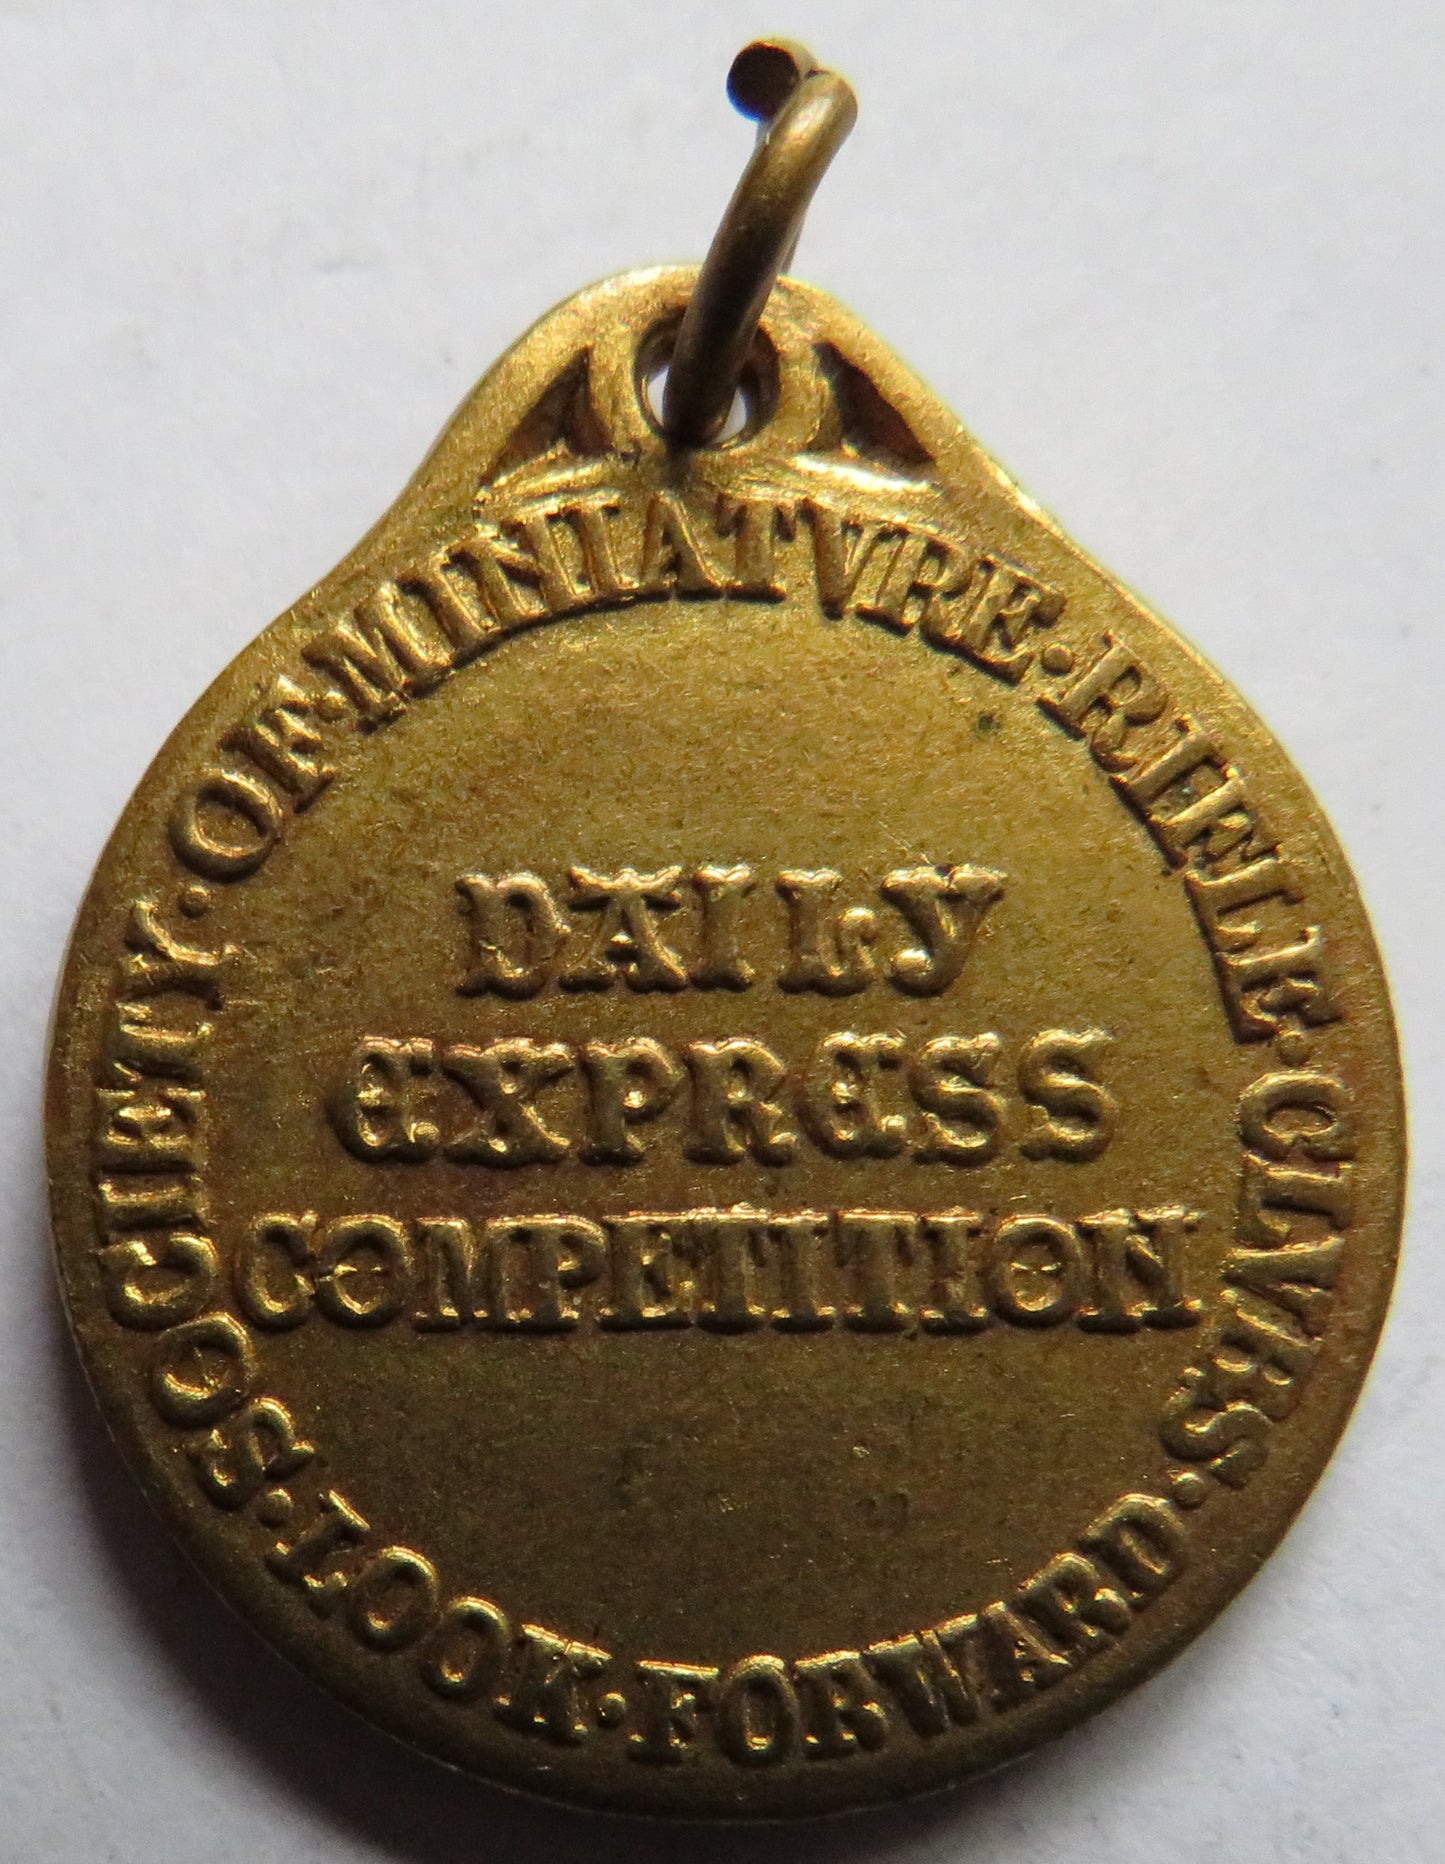 SOCIETY · OF · MINIATVRE · RIFLE · CLVBS · LOOK · FORWARD
DAILY
EXPRESS
COMPETITION